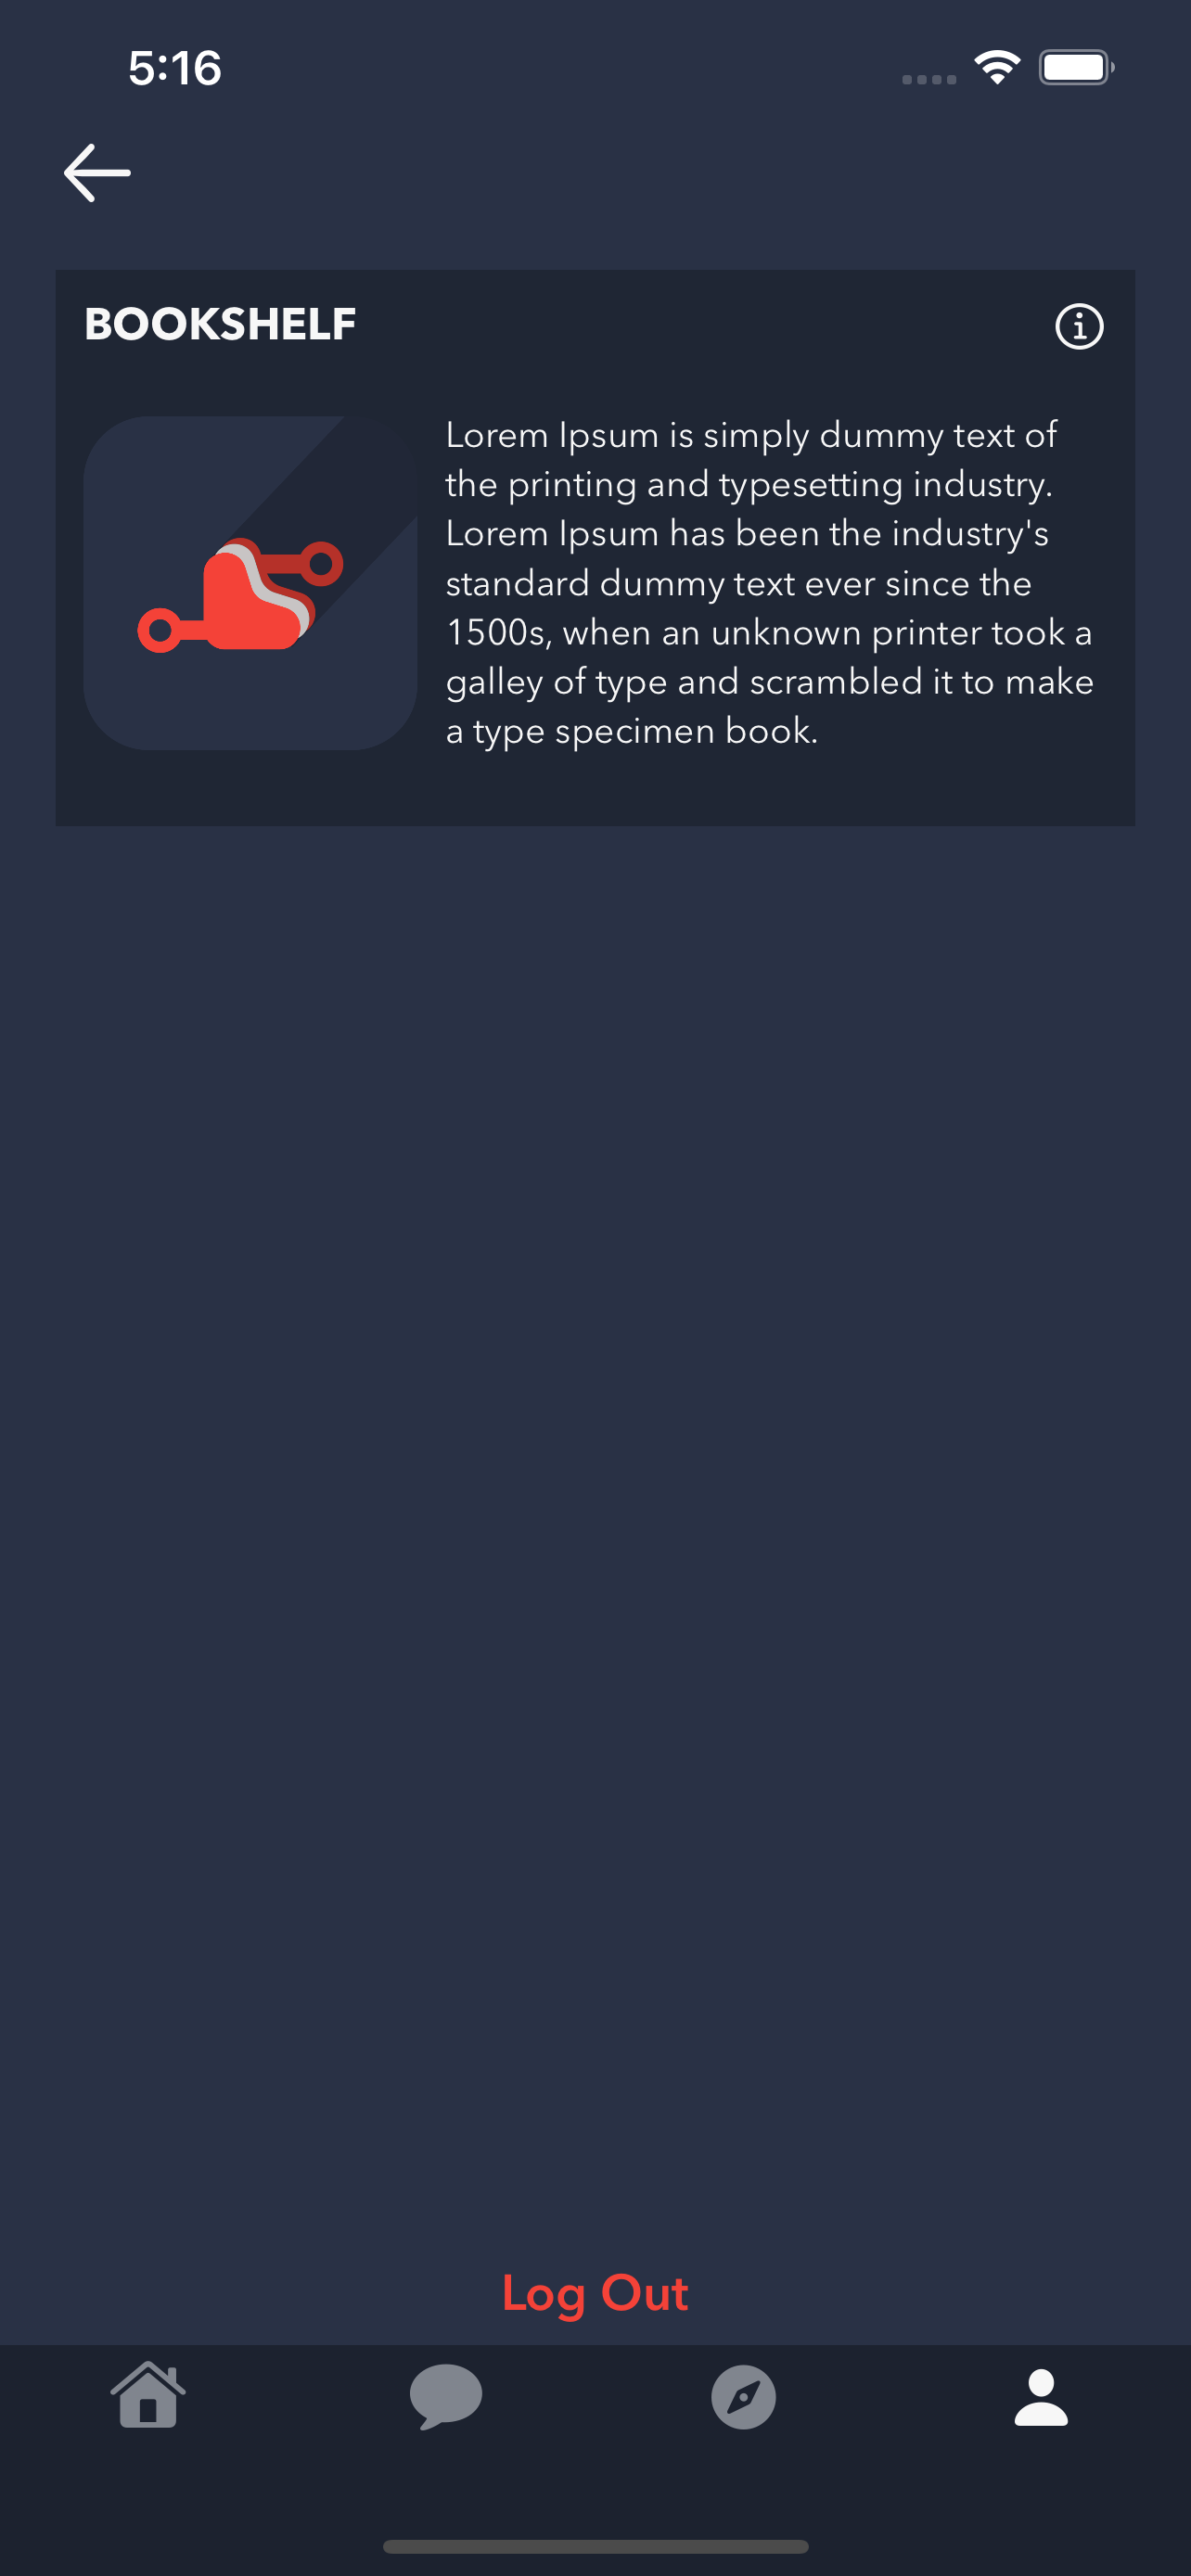 5:16
BOOKSHELF
Lorem Ipsum is simply dummy text of
the printing and typesetting industry.
Lorem Ipsum has been the industry's
standard dummy text ever since the
1500s, when an unknown printer took a
galley of type and scrambled it to make
a type specimen book.
Log Out